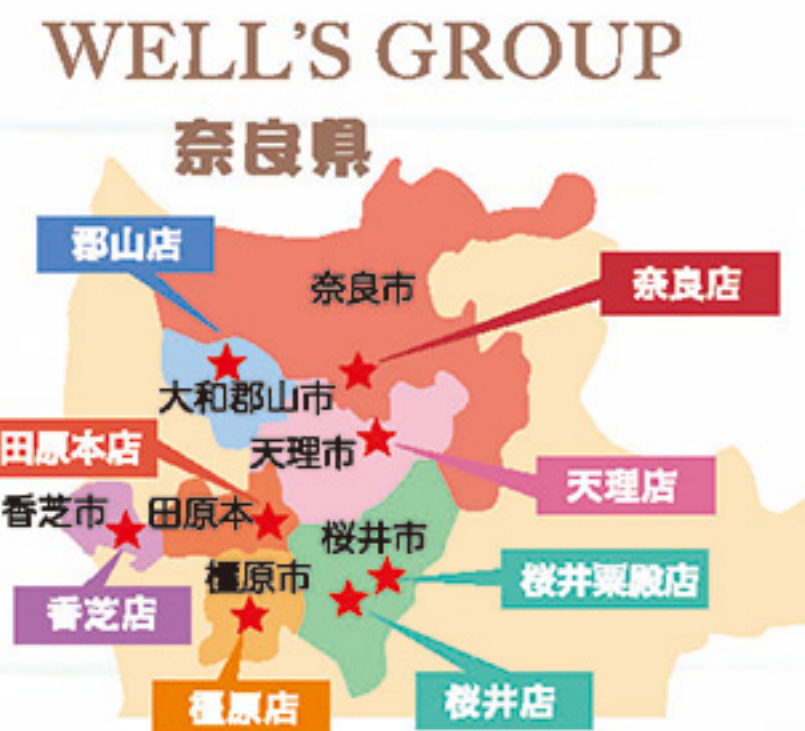 WELL'S GROUP
奈良県
郡山店
奈良市
奈良店
大和郡山市
田原本店
天理市
天理店
香芝市
田原本
桜井市
橿原市
桜井粟殿店
香芝店
橿原店
桜井店